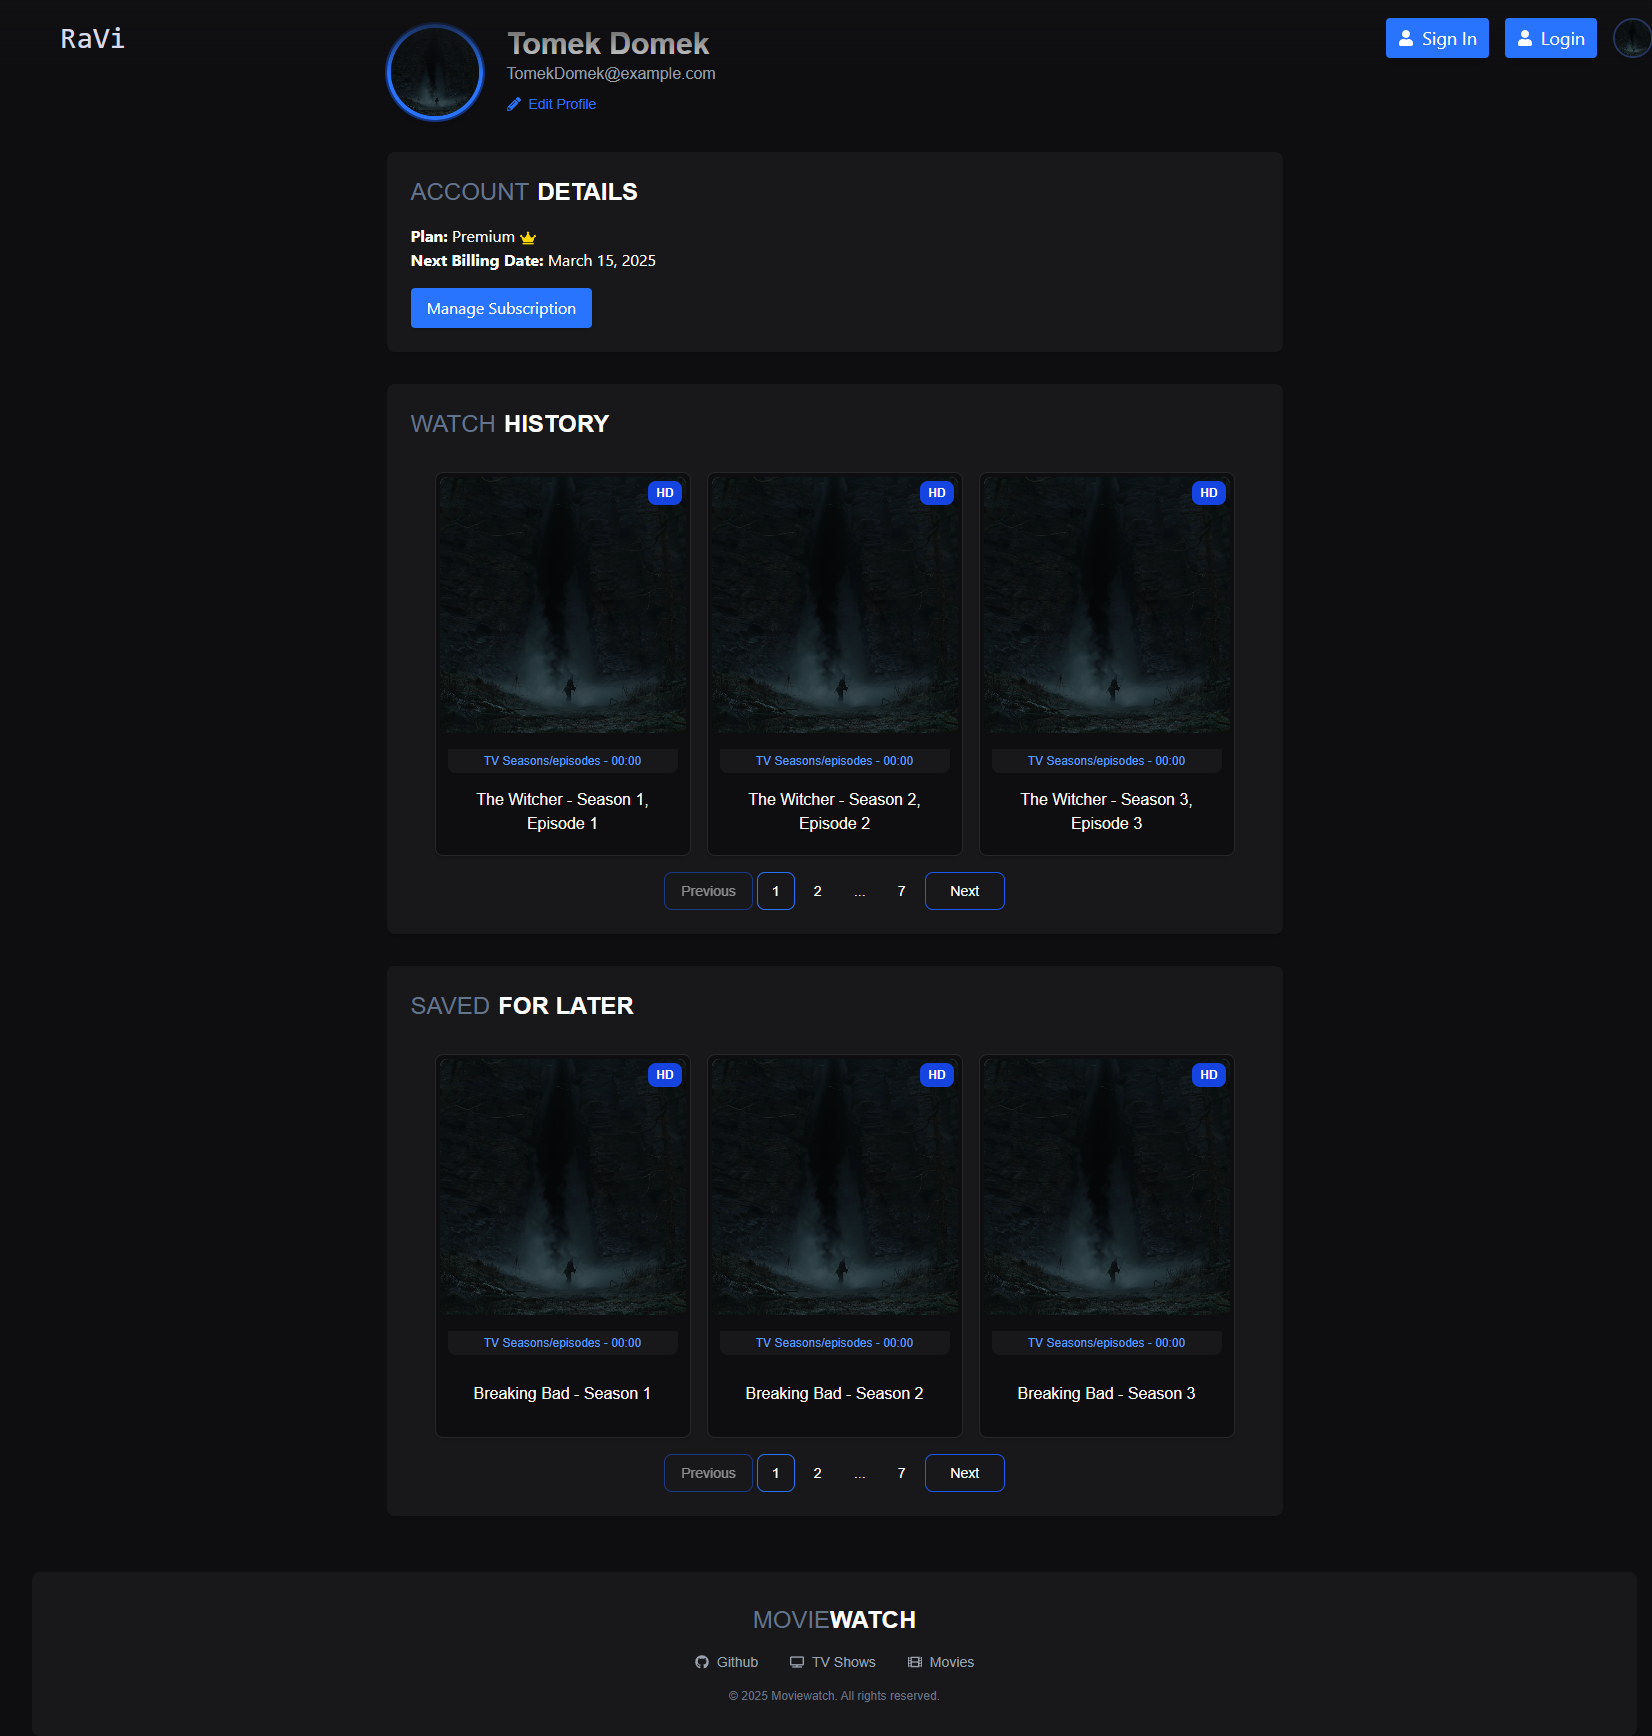 RaVi
Sign In
Login
Tomek Domek
TomekDomek@example.com
Edit Profile
ACCOUNT DETAILS
Plan: Premium
Next Billing Date: March 15, 2025
Manage Subscription
WATCH HISTORY
HD
HD
HD
TV Seasons/episodes - 00:00
TV Seasons/episodes - 00:00
TV Seasons/episodes - 00:00
The Witcher - Season 1,
Episode 1
The Witcher - Season 2,
Episode 2
The Witcher - Season 3,
Episode 3
Previous 1 2 ... 7 Next
SAVED FOR LATER
HD
HD
HD
TV Seasons/episodes - 00:00
TV Seasons/episodes - 00:00
TV Seasons/episodes - 00:00
Breaking Bad - Season 1
Breaking Bad - Season 2
Breaking Bad - Season 3
Previous 1 2 ... 7 Next
MOVIEWATCH
Github TV Shows Movies
© 2025 Moviewatch. All rights reserved.